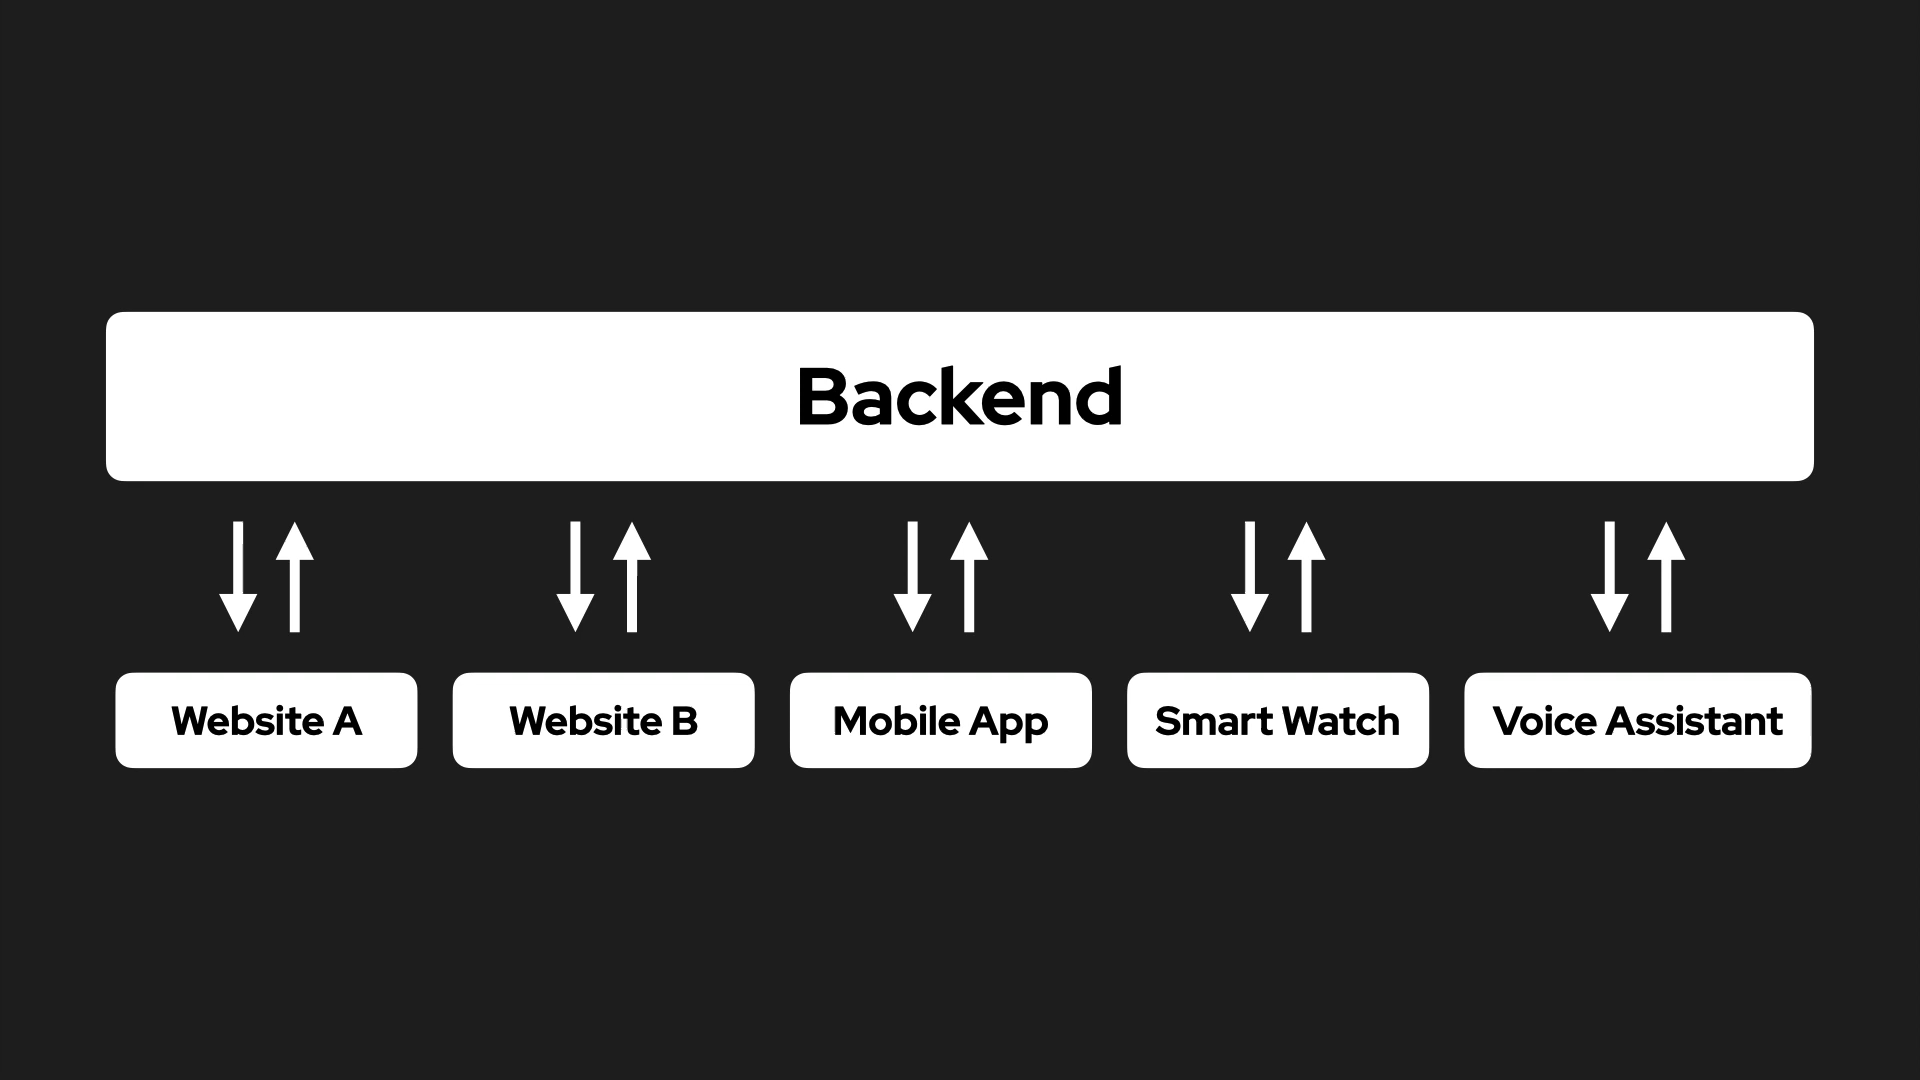 Backend
Website A
Website B
Mobile App
Smart Watch
Voice Assistant